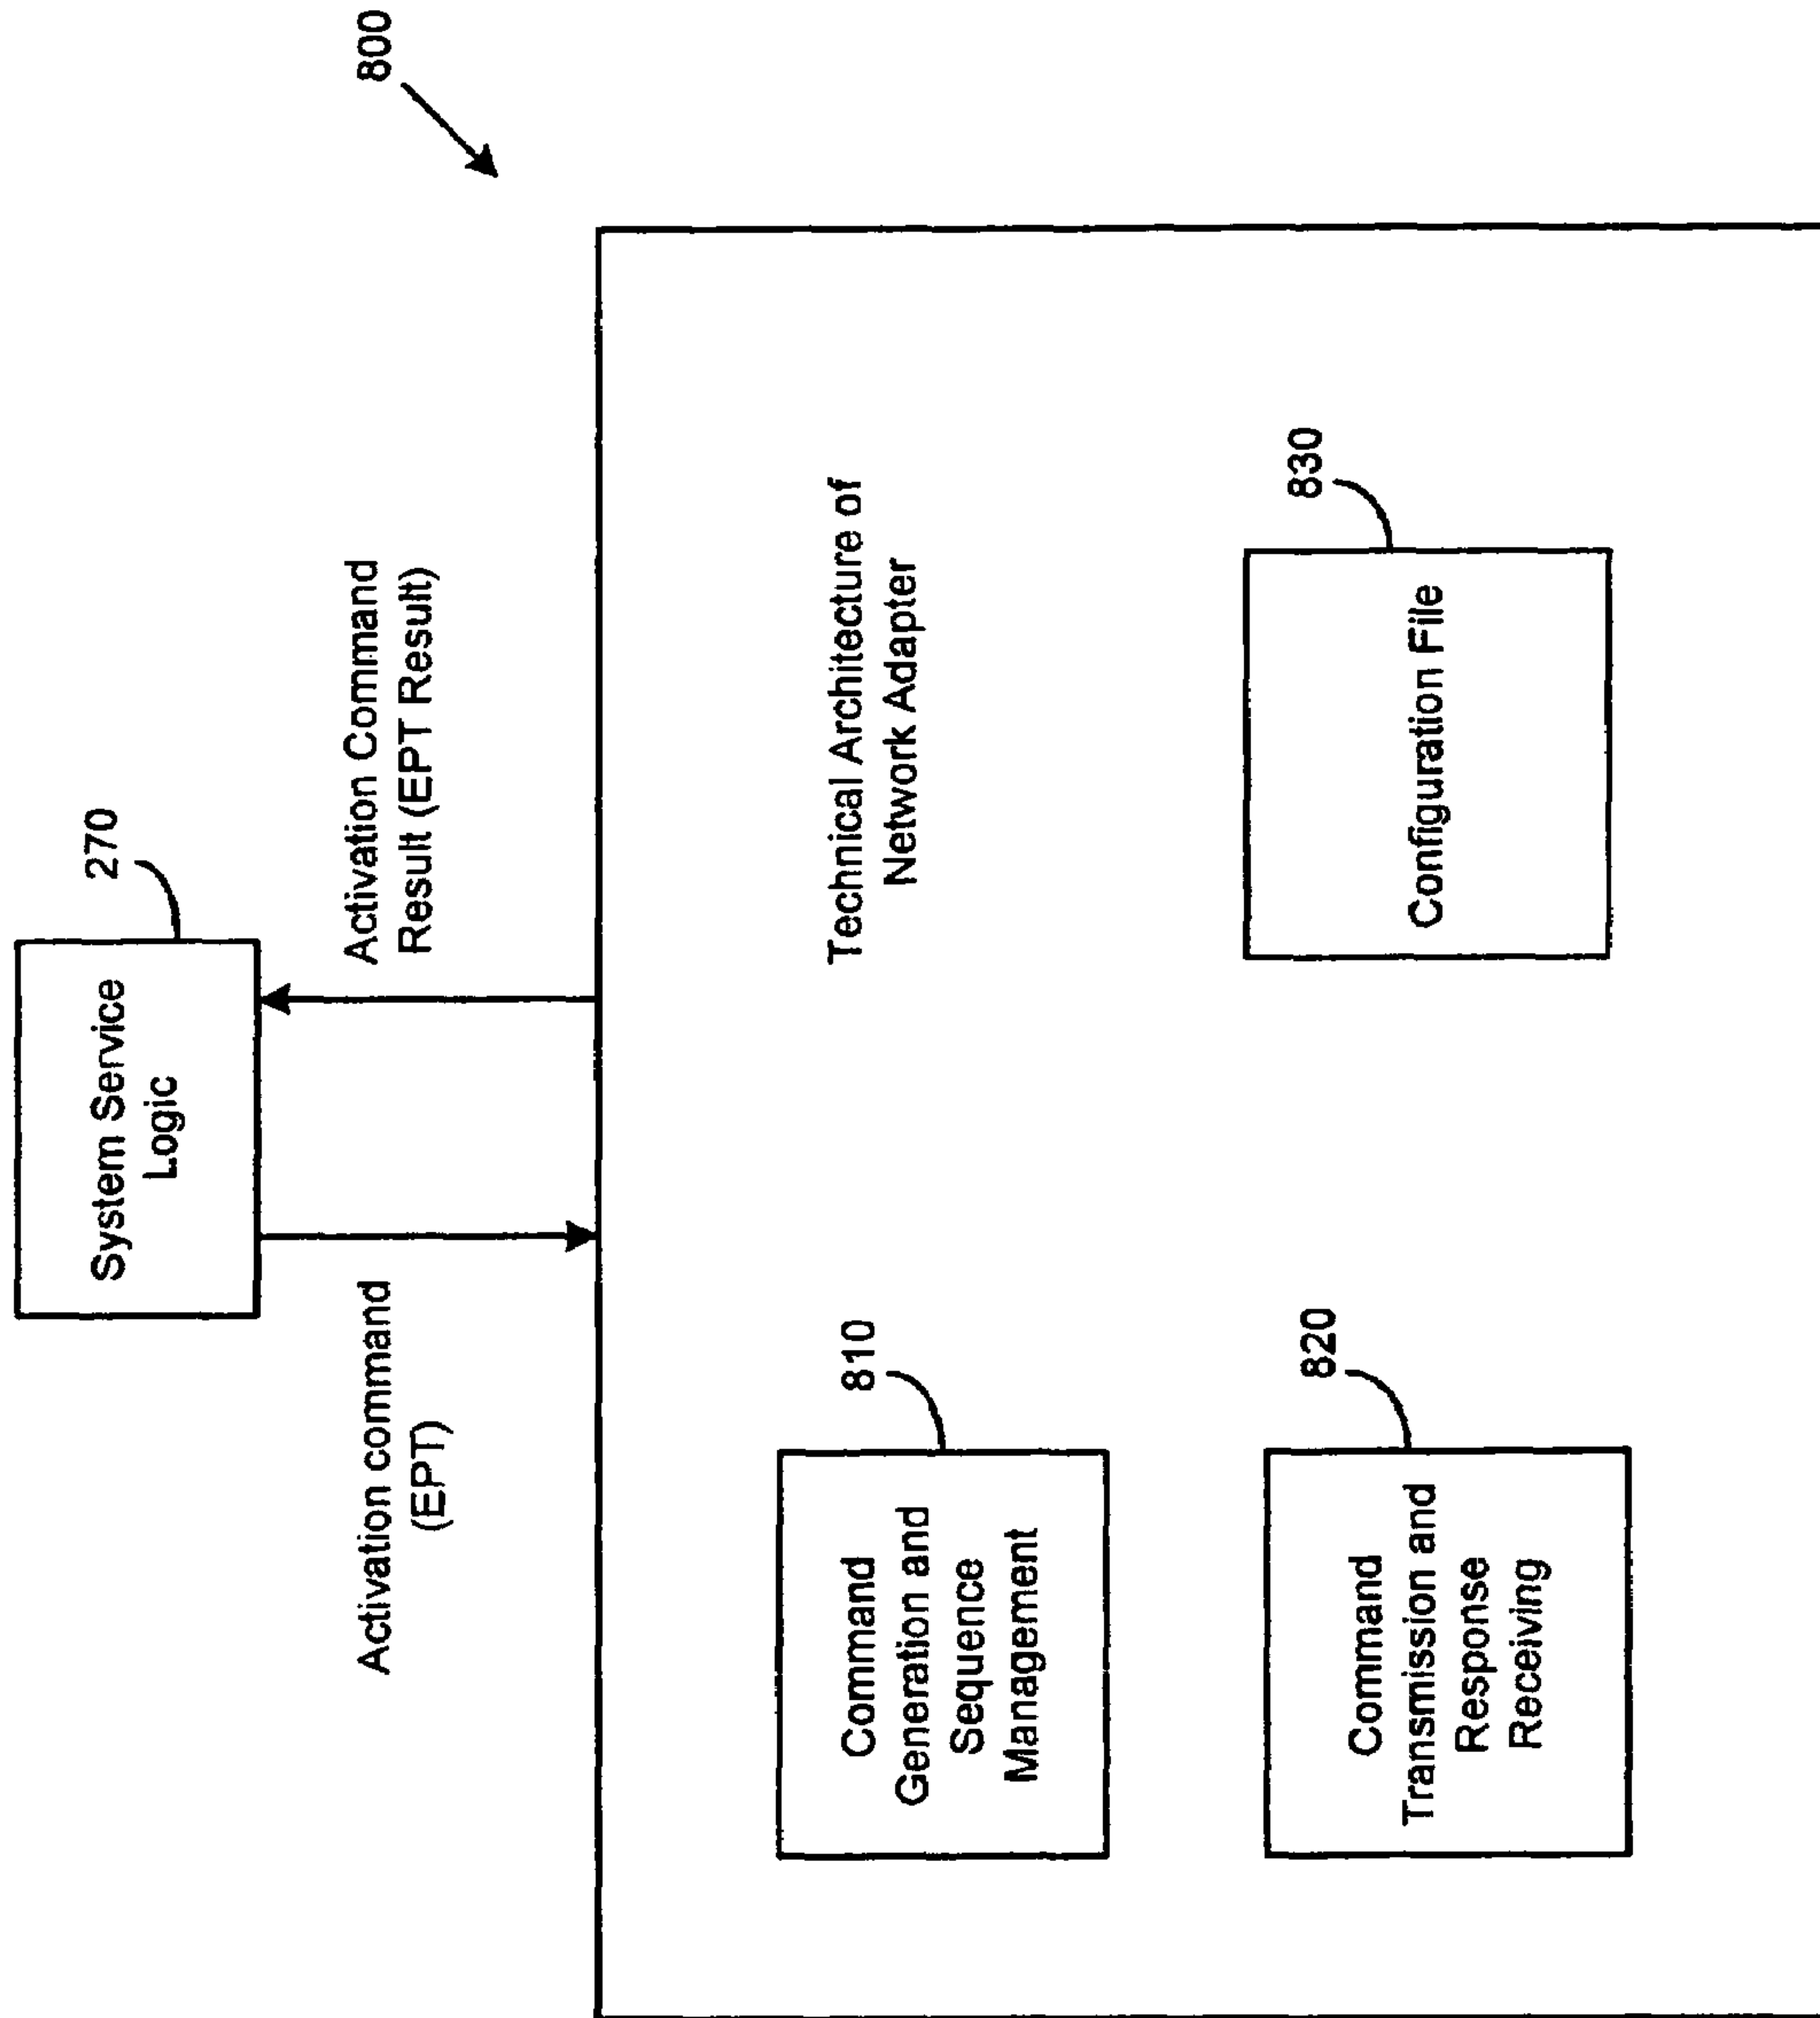 800
270
System Service
Logic
Activation command
(EPT)
Activation Command
Result (EPT Result)
Technical Architecture of
Network Adapter
810
Command
Generation and
Sequence
Management
830
Configuration File
820
Command
Transmission and
Response
Receiving